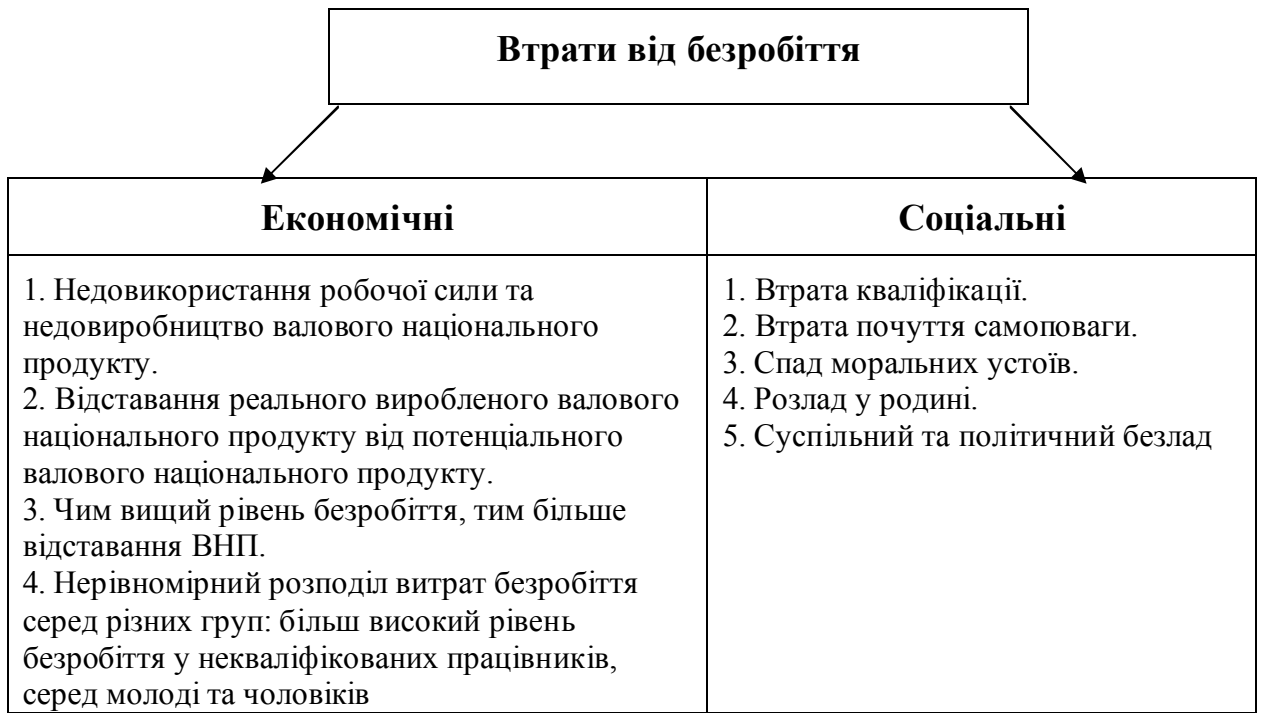 Втрати від безробіття
Економічні
Соціальні
1. Недовикористання робочої сили та
недовиробництво валового національного
продукту.
2. Відставання реального виробленого валового
національного продукту від потенціального
валового національного продукту.
3. Чим вищий рівень безробіття, тим більше
відставання ВНП.
4. Нерівномірний розподіл витрат безробіття
серед різних груп: більш високий рівень
безробіття у некваліфікованих працівників,
серед молоді та чоловіків
1. Втрата кваліфікації.
2. Втрата почуття самоповаги.
3. Спад моральних устоїв.
4. Розлад у родині.
5. Суспільний та політичний безлад